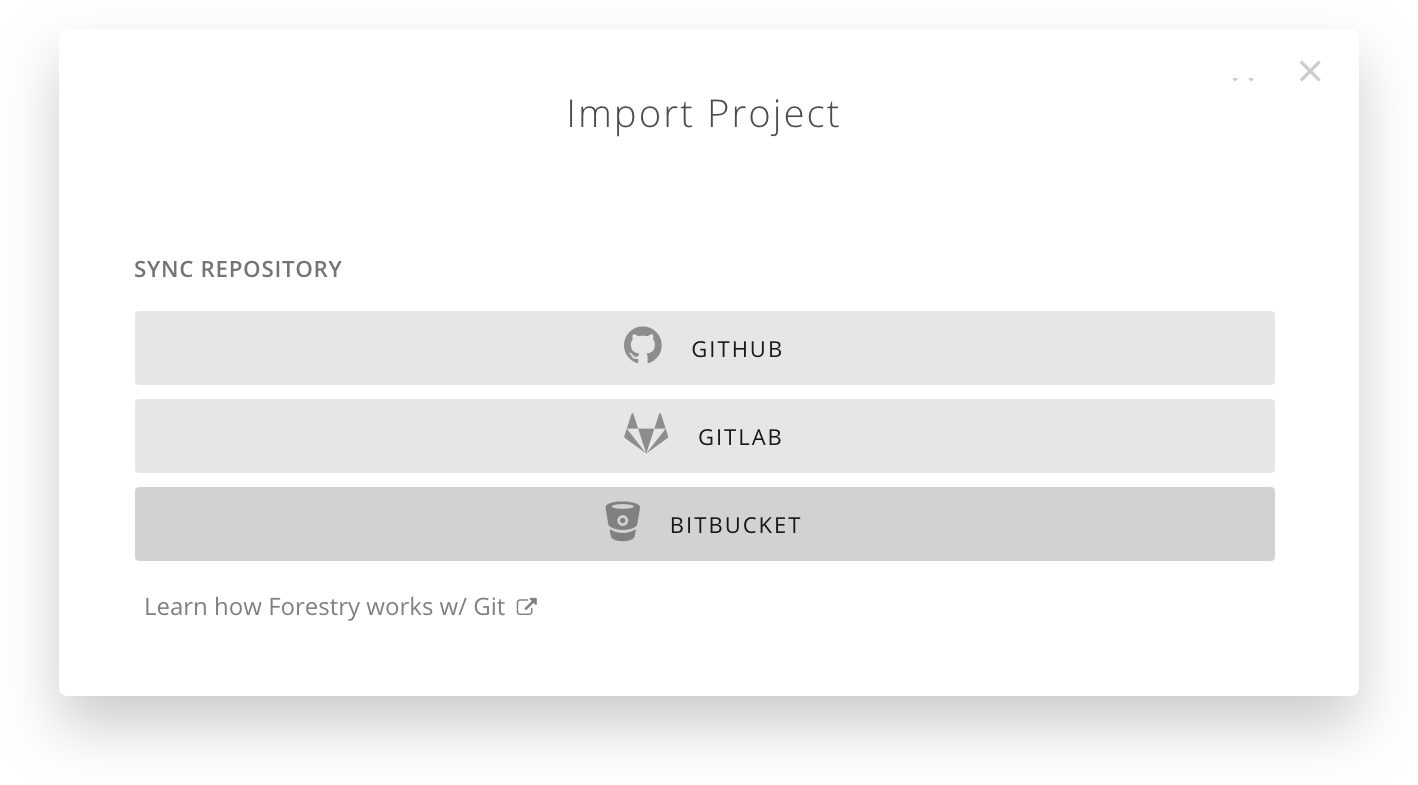 Import Project
SYNC REPOSITORY
GITHUB
GITLAB
BITBUCKET
Learn how Forestry works w/ Git